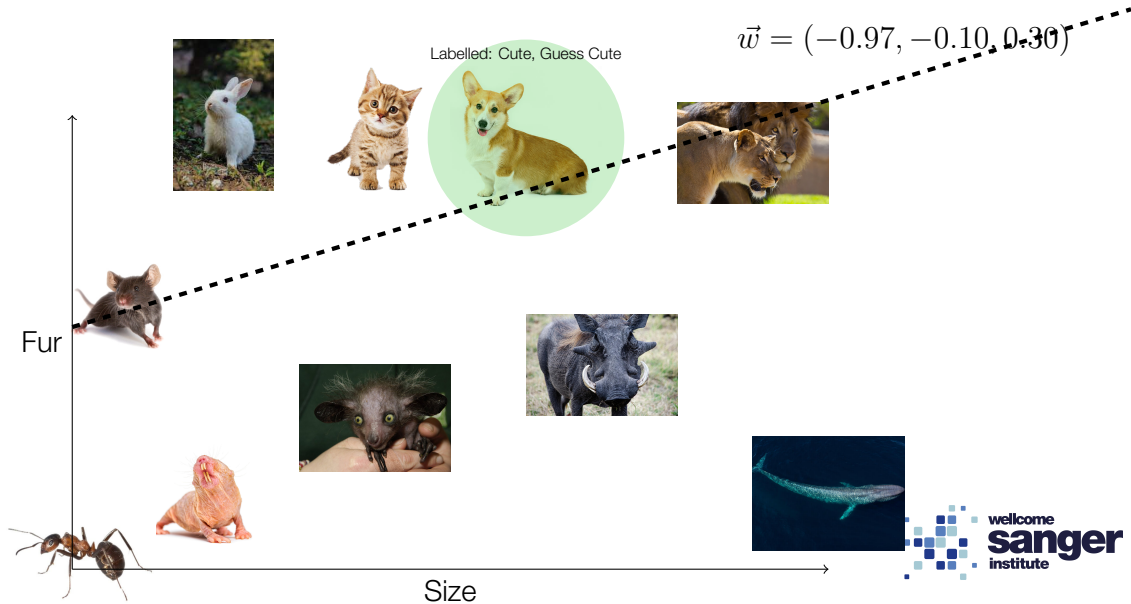 w⃗ = (−0.97, −0.10, 0.30)
Labelled: Cute, Guess Cute
Fur
Size
wellcome
sanger
institute